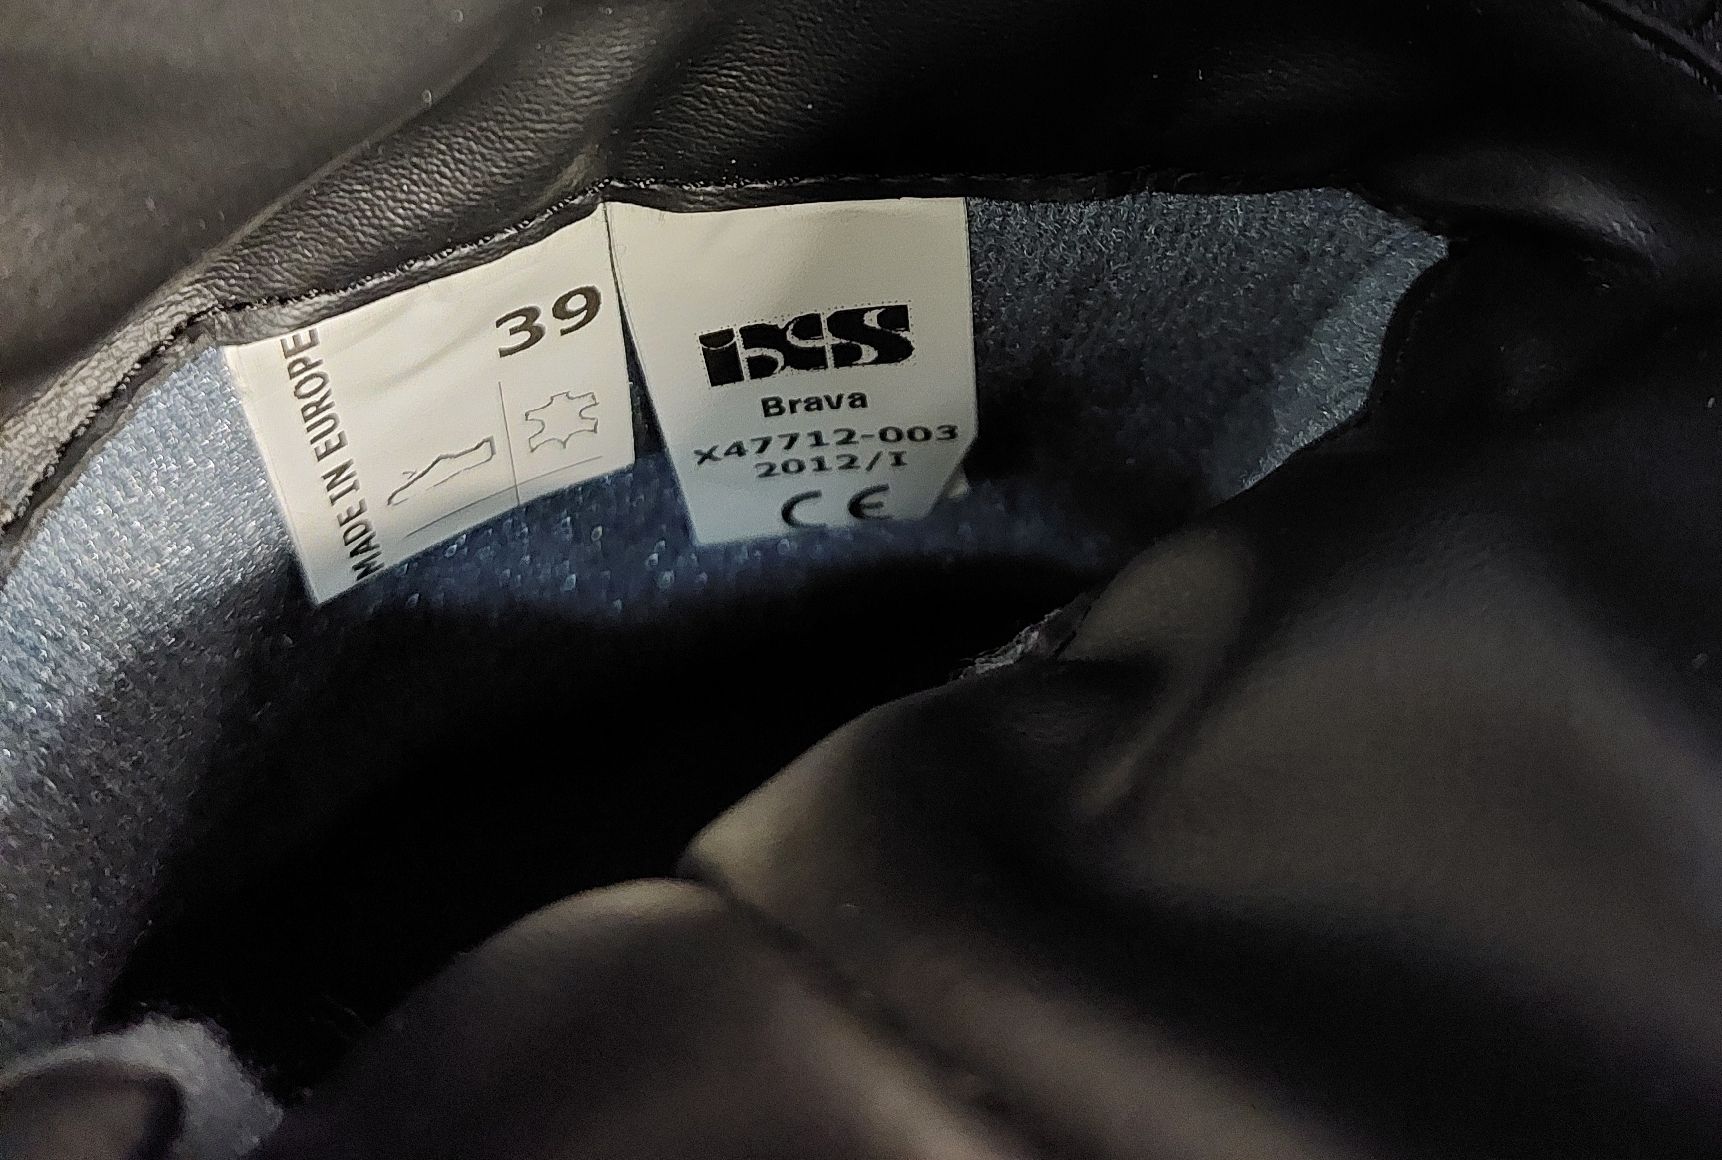 MADE IN EUROPE
39
iXS
Brava
X47712-003
2012/I
CE